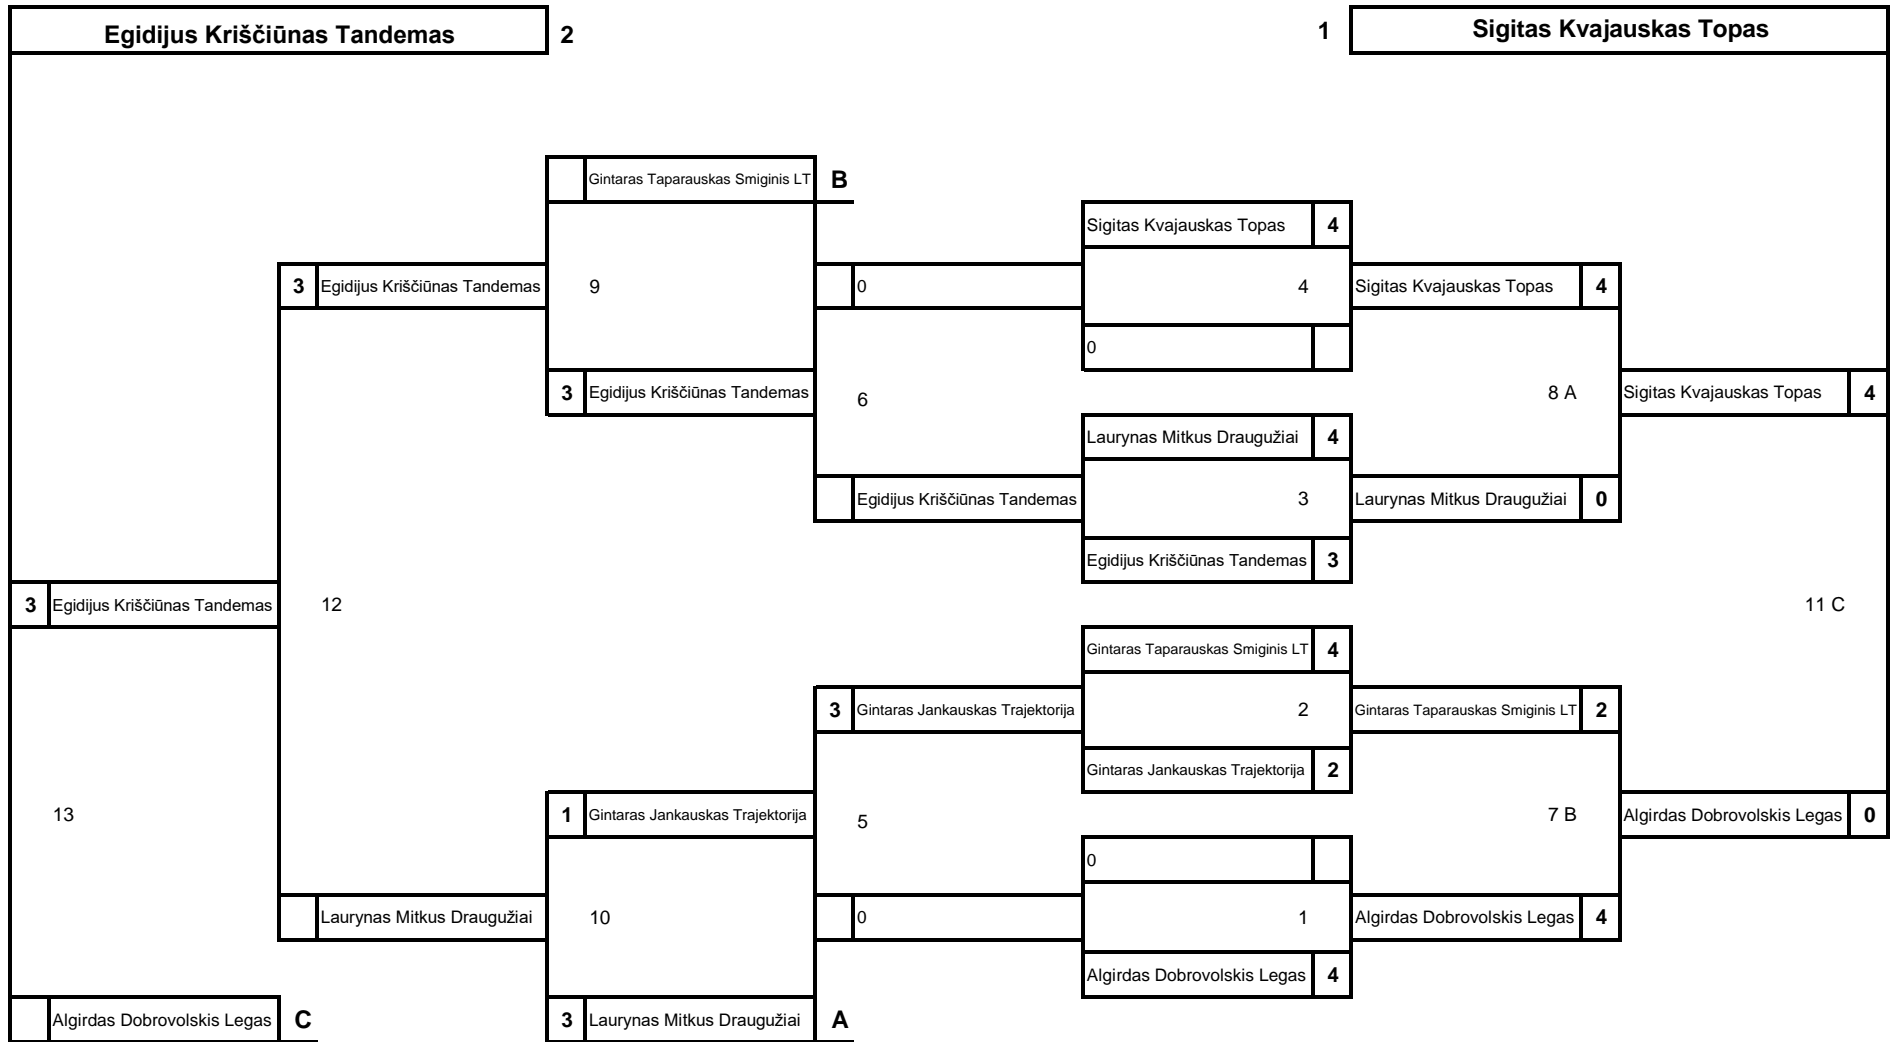 Egidijus Kriščiūnas Tandemas 2 1 Sigitas Kvajauskas Topas
Gintaras Taparauskas Smiginis LT B
Sigitas Kvajauskas Topas 4
3 Egidijus Kriščiūnas Tandemas 9 0 4 Sigitas Kvajauskas Topas 4
0
3 Egidijus Kriščiūnas Tandemas 6 8 A Sigitas Kvajauskas Topas 4
Laurynas Mitkus Draugužiai 4
Egidijus Kriščiūnas Tandemas 3 Laurynas Mitkus Draugužiai 0
Egidijus Kriščiūnas Tandemas 3
3 Egidijus Kriščiūnas Tandemas 12 11 C
Gintaras Taparauskas Smiginis LT 4
3 Gintaras Jankauskas Trajektorija 2 Gintaras Taparauskas Smiginis LT 2
Gintaras Jankauskas Trajektorija 2
13 1 Gintaras Jankauskas Trajektorija 5 7 B Algirdas Dobrovolskis Legas 0
0
Laurynas Mitkus Draugužiai 10 0 1 Algirdas Dobrovolskis Legas 4
Algirdas Dobrovolskis Legas 4
Algirdas Dobrovolskis Legas C 3 Laurynas Mitkus Draugužiai A